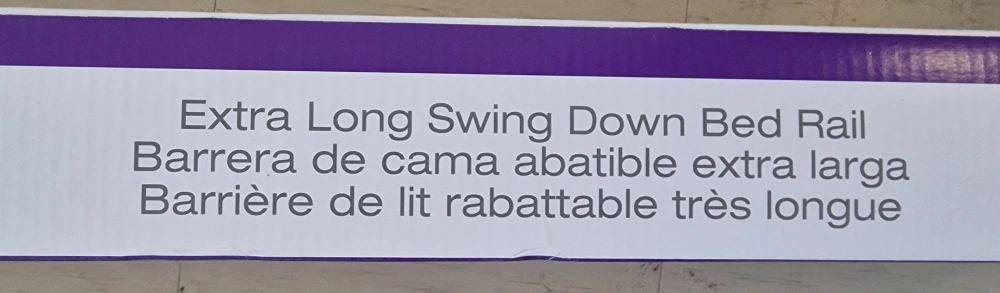 Extra Long Swing Down Bed Rail
Barrera de cama abatible extra larga
Barrière de lit rabattable très longue